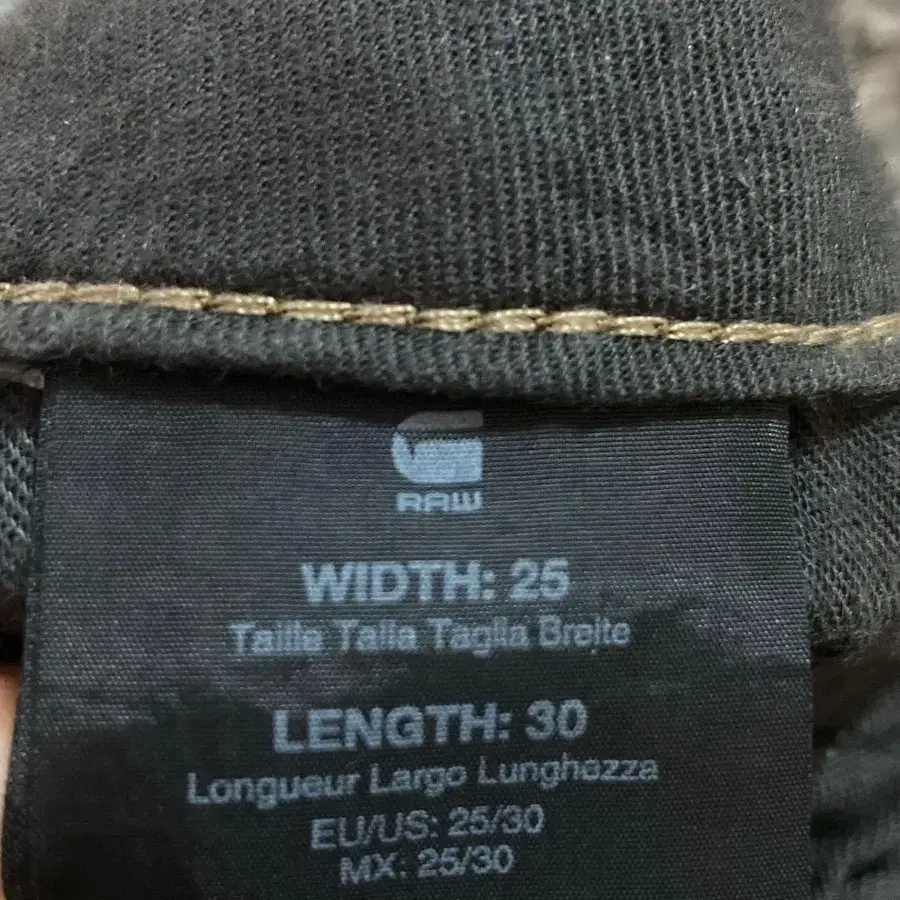 RAW
WIDTH: 25
Taille Talla Taglia Breite
LENGTH: 30
Longueur Largo Lunghezza
EU/US: 25/30
MX: 25/30